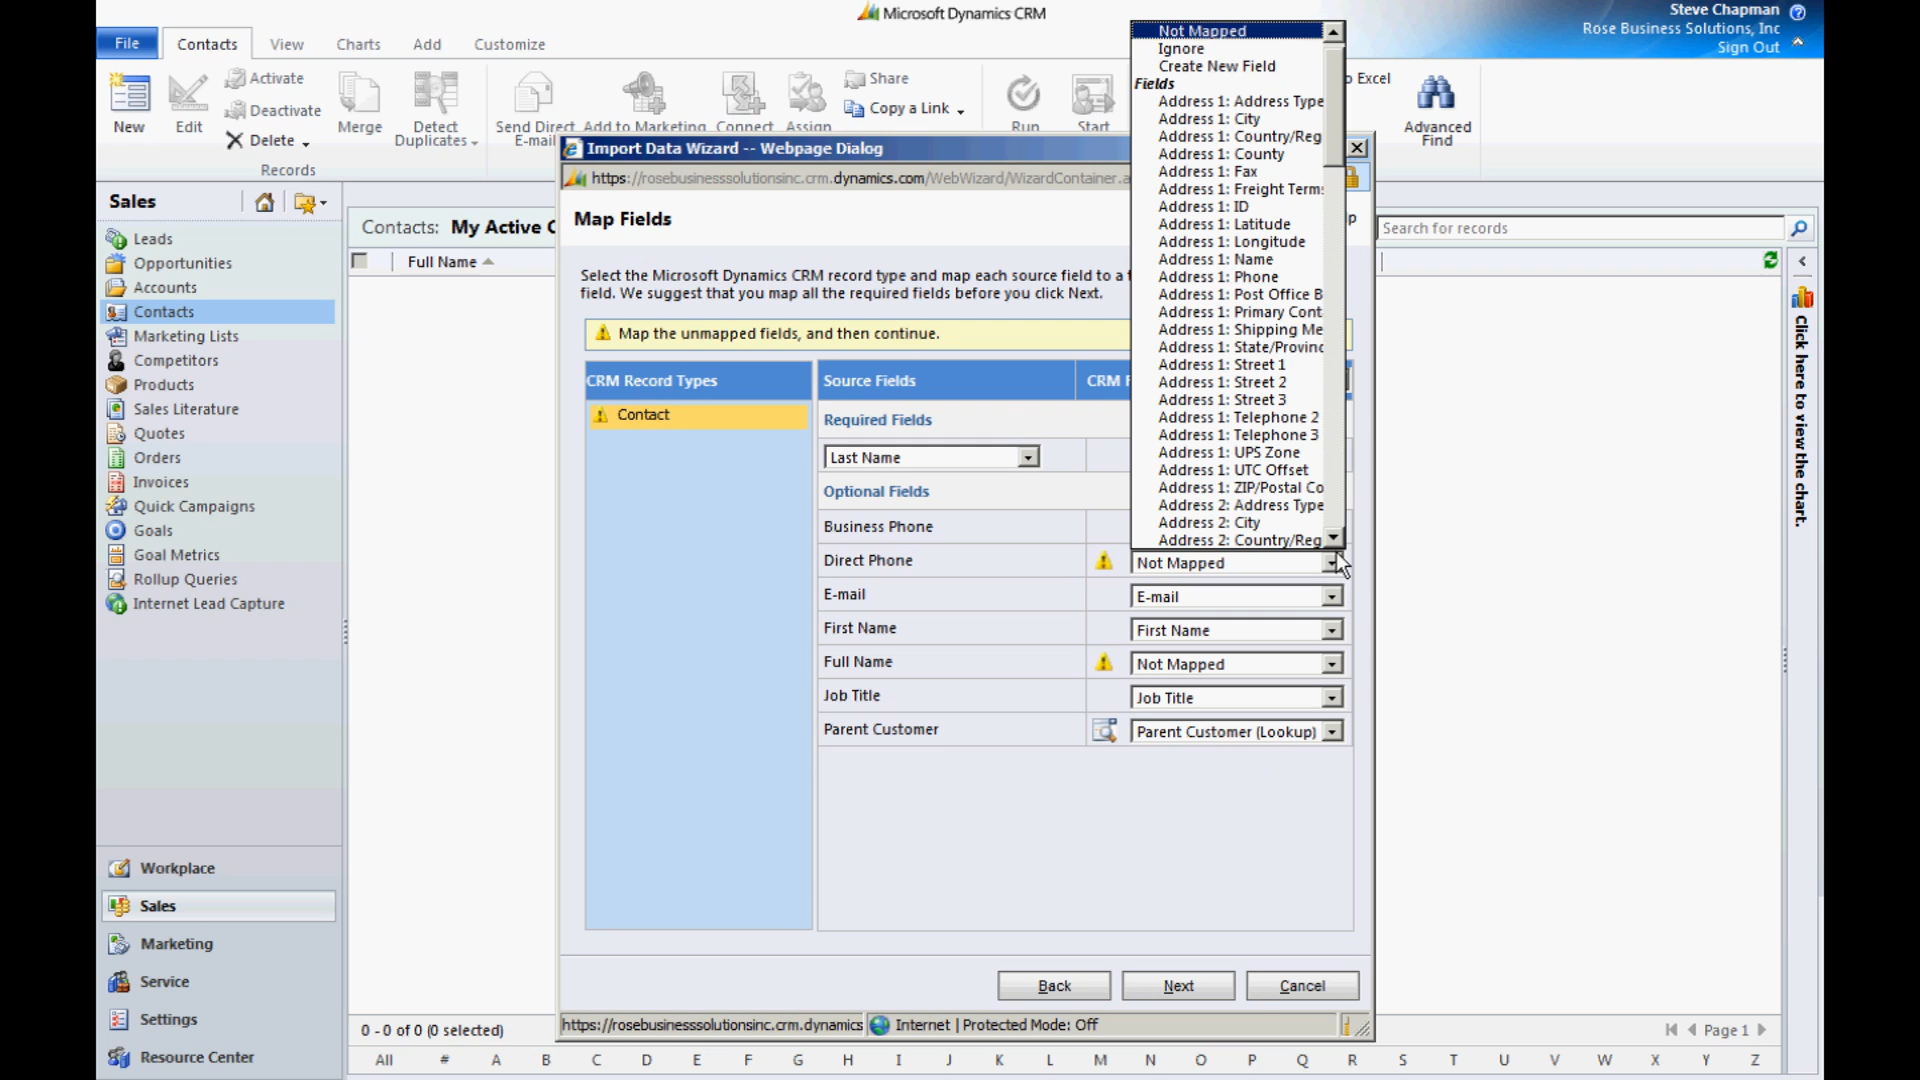 Microsoft Dynamics CRM
Steve Chapman
Rose Business Solutions, Inc
Sign Out
File
Contacts
View
Charts
Add
Customize
New
Edit
Activate
Deactivate
Delete
Merge
Detect
Duplicates
Send Direct
E-mail
Add to Marketing
Connect
Assign
Share
Copy a Link
Run
Start
o Excel
Advanced
Find
Records
Sales
Leads
Opportunities
Accounts
Contacts
Marketing Lists
Competitors
Products
Sales Literature
Quotes
Orders
Invoices
Quick Campaigns
Goals
Goal Metrics
Rollup Queries
Internet Lead Capture
Workplace
Sales
Marketing
Service
Settings
Resource Center
Contacts: My Active C
Search for records
Full Name
Click here to view the chart.
Import Data Wizard -- Webpage Dialog
https://rosebusinesssolutionsinc.crm.dynamics.com/WebWizard/WizardContainer.a
Map Fields
lp
Select the Microsoft Dynamics CRM record type and map each source field to a
field. We suggest that you map all the required fields before you click Next.
Map the unmapped fields, and then continue.
CRM Record Types
Source Fields
CRM F
Contact
Required Fields
Last Name
Optional Fields
Business Phone
Direct Phone
Not Mapped
E-mail
E-mail
First Name
First Name
Full Name
Not Mapped
Job Title
Job Title
Parent Customer
Parent Customer (Lookup)
Not Mapped
Ignore
Create New Field
Fields
Address 1: Address Type
Address 1: City
Address 1: Country/Reg
Address 1: County
Address 1: Fax
Address 1: Freight Terms
Address 1: ID
Address 1: Latitude
Address 1: Longitude
Address 1: Name
Address 1: Phone
Address 1: Post Office B
Address 1: Primary Cont
Address 1: Shipping Me
Address 1: State/Provinc
Address 1: Street 1
Address 1: Street 2
Address 1: Street 3
Address 1: Telephone 2
Address 1: Telephone 3
Address 1: UPS Zone
Address 1: UTC Offset
Address 1: ZIP/Postal Co
Address 2: Address Type
Address 2: City
Address 2: Country/Reg
Back
Next
Cancel
https://rosebusinesssolutionsinc.crm.dynamics
Internet | Protected Mode: Off
0 - 0 of 0 (0 selected)
Page 1
All # A B C D E F G H I J K L M N O P Q R S T U V W X Y Z